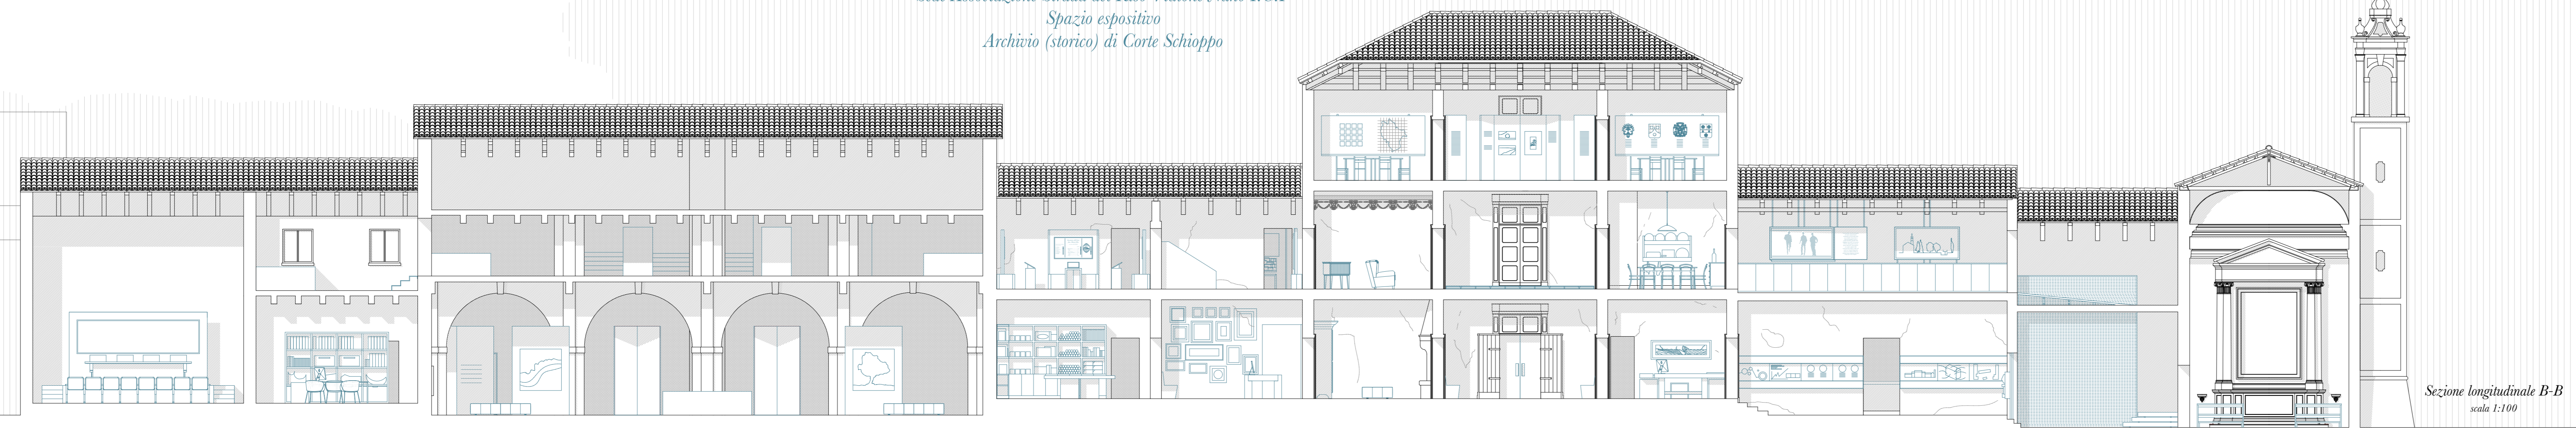 Spazio espositivo
Archivio (storico) di Corte Schioppo
Sezione longitudinale B-B
scala 1:100